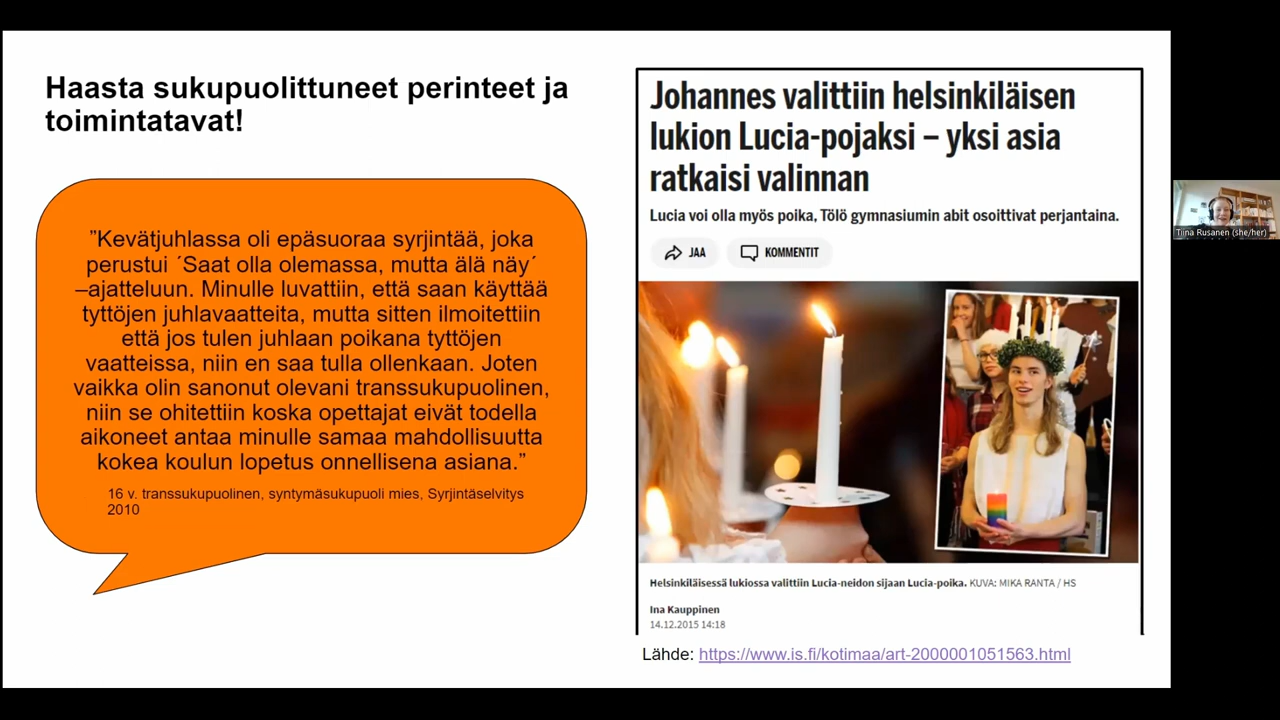 Haasta sukupuolittuneet perinteet ja
toimintatavat!
”Kevätjuhlassa oli epäsuoraa syrjintää, joka
perustui ´Saat olla olemassa, mutta älä näy´
–ajatteluun. Minulle luvattiin, että saan käyttää
tyttöjen juhlavaatteita, mutta sitten ilmoitettiin
että jos tulen juhlaan poikana tyttöjen
vaatteissa, niin en saa tulla ollenkaan. Joten
vaikka olin sanonut olevani transsukupuolinen,
niin se ohitettiin koska opettajat eivät todella
aikoneet antaa minulle samaa mahdollisuutta
kokea koulun lopetus onnellisena asiana.”
16 v. transsukupuolinen, syntymäsukupuoli mies, Syrjintäselvitys
2010
Johannes valittiin helsinkiläisen
lukion Lucia-pojaksi – yksi asia
ratkaisi valinnan
Lucia voi olla myös poika, Tölö gymnasiumin abit osoittivat perjantaina.
JAA KOMMENTIT
Helsinkiläisessä lukiossa valittiin Lucia-neidon sijaan Lucia-poika. KUVA: MIKA RANTA / HS
Ina Kauppinen
14.12.2015 14:18
Lähde: https://www.is.fi/kotimaa/art-2000001051563.html
Tiina Rusanen (she/her)